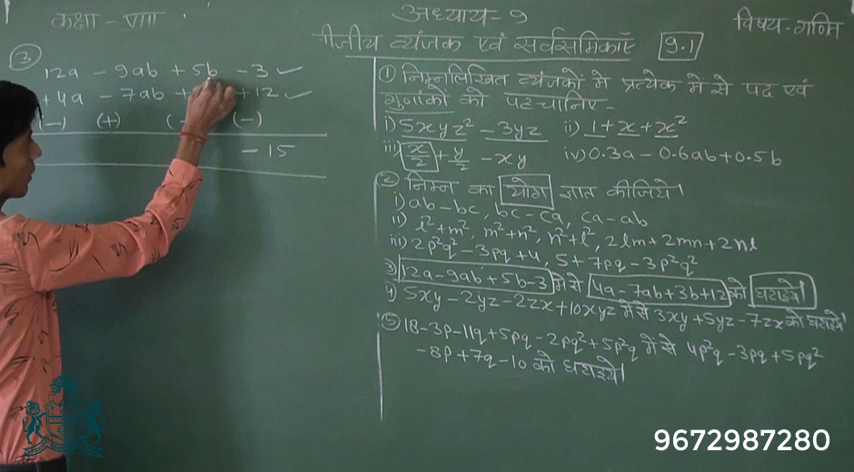 कक्षा - VIII
अध्याय-9
विषय-गणित
बीजीय व्यंजक एवं सर्वसमिकाएँ 9.1
③
12a - 9ab + 5b - 3 ✓
+4a - 7ab + +12 ✓
(-) (+) (-) (-)
- 15
① निम्नलिखित व्यंजकों में प्रत्येक में से पद एवं
गुणांकों को पहचानिए-
i) 5xyz² - 3yz ii) 1+x+x²
iii) x/2 + y/2 - xy iv) 0.3a - 0.6ab + 0.5b
② निम्न का योग ज्ञात कीजिये।
i) ab-bc, bc-ca, ca-ab
ii) l²+m², m²+n², n²+l², 2lm+2mn+2nl
iii) 2p²q² - 3pq + 4, 5 + 7pq - 3p²q²
3) 12a-9ab+5b-3 में से 4a-7ab+3b+12 को घटाइये।
4) 5xy-2yz-2zx+10xyz में से 3xy+5yz-7zx को घटाइये।
⑤ 18-3p-11q+5pq-2pq²+5p²q में से 4p²q-3pq+5pq²
-8p+7q-10 को घटाइये।
9672987280